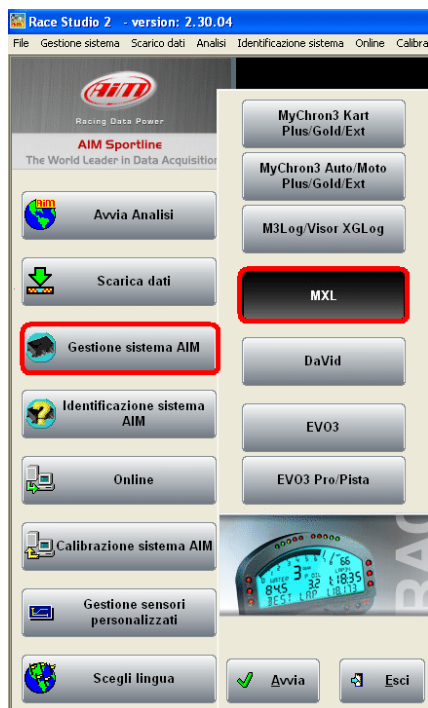 Race Studio 2 - version: 2.30.04
File Gestione sistema Scarico dati Analisi Identificazione sistema Online Calibra
AIM
Racing Data Power
AIM Sportline
The World Leader in Data Acquisition
Avvia Analisi
Scarica dati
Gestione sistema AIM
Identificazione sistema
AIM
Online
Calibrazione sistema AIM
Gestione sensori
personalizzati
Scegli lingua
MyChron3 Kart
Plus/Gold/Ext
MyChron3 Auto/Moto
Plus/Gold/Ext
M3Log/Visor XGLog
MXL
DaVid
EVO3
EVO3 Pro/Pista
BEST LAP
RAC
Avvia
Esci